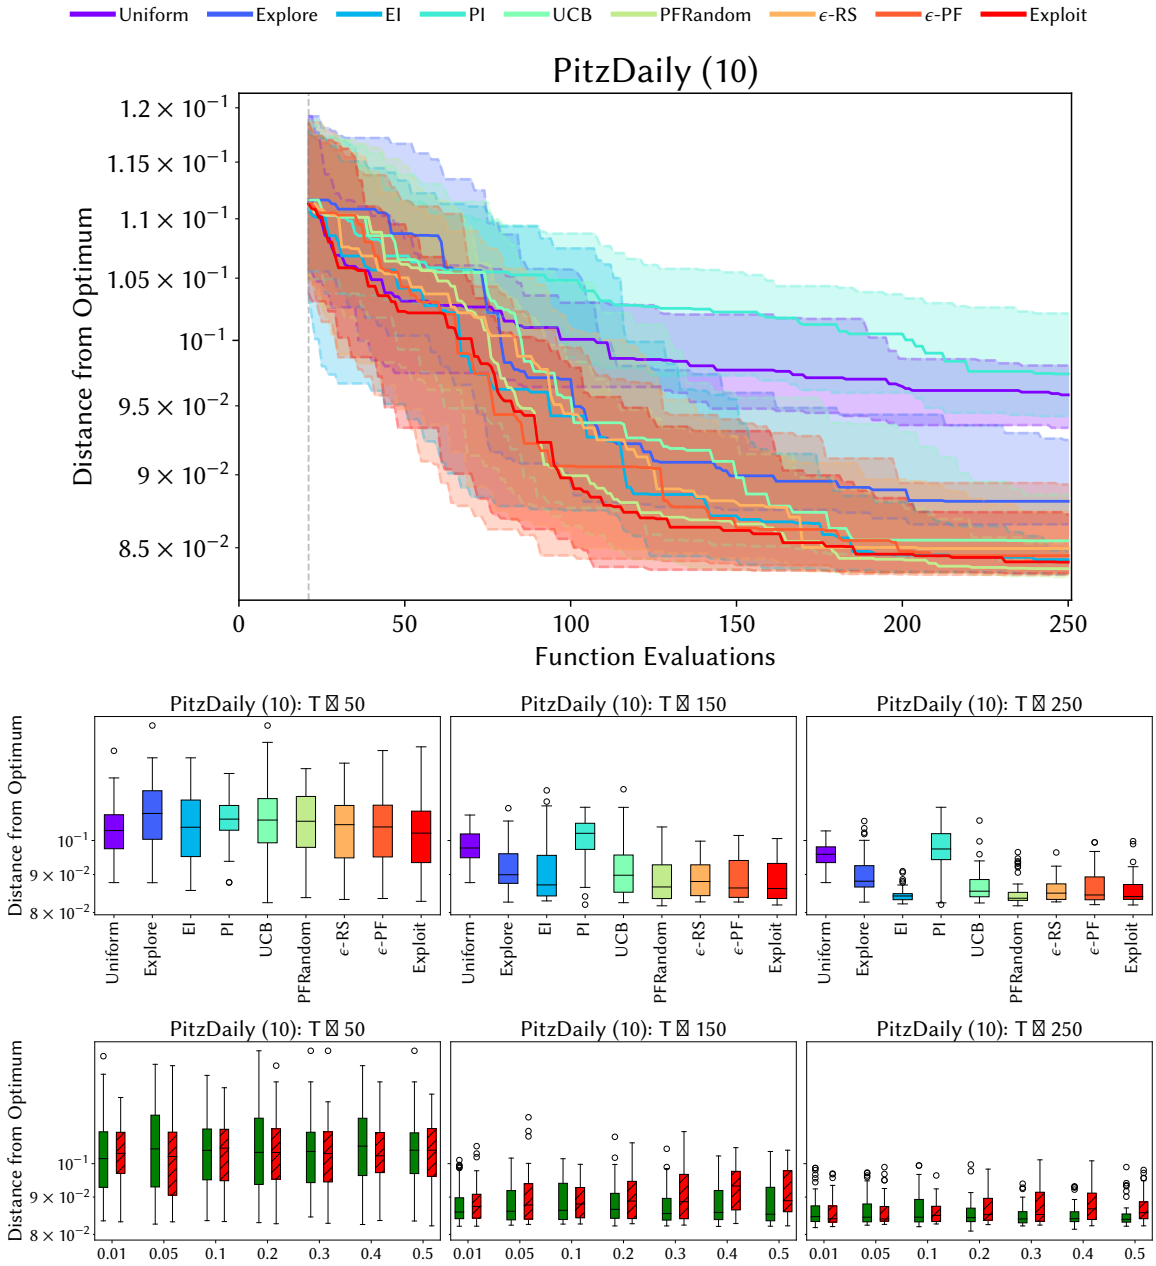 Uniform Explore EI PI UCB PFRandom ϵ-RS ϵ-PF Exploit
PitzDaily (10)
1.2 × 10⁻¹
1.15 × 10⁻¹
1.1 × 10⁻¹
1.05 × 10⁻¹
10⁻¹
9.5 × 10⁻²
9 × 10⁻²
8.5 × 10⁻²
Distance from Optimum
0 50 100 150 200 250
Function Evaluations
PitzDaily (10): T 50 PitzDaily (10): T 150 PitzDaily (10): T 250
Distance from Optimum
10⁻¹
9 × 10⁻²
8 × 10⁻²
Uniform Explore EI PI UCB PFRandom ϵ-RS ϵ-PF Exploit Uniform Explore EI PI UCB PFRandom ϵ-RS ϵ-PF Exploit Uniform Explore EI PI UCB PFRandom ϵ-RS ϵ-PF Exploit
PitzDaily (10): T 50 PitzDaily (10): T 150 PitzDaily (10): T 250
Distance from Optimum
10⁻¹
9 × 10⁻²
8 × 10⁻²
0.01 0.05 0.1 0.2 0.3 0.4 0.5 0.01 0.05 0.1 0.2 0.3 0.4 0.5 0.01 0.05 0.1 0.2 0.3 0.4 0.5